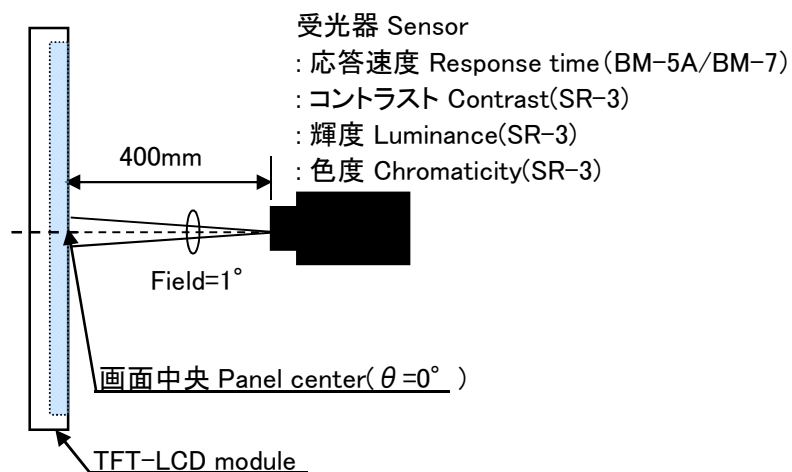 受光器 Sensor
: 応答速度 Response time(BM-5A/BM-7)
: コントラスト Contrast(SR-3)
: 輝度 Luminance(SR-3)
: 色度 Chromaticity(SR-3)
400mm
Field=1°
画面中央 Panel center(θ=0° )
TFT-LCD module